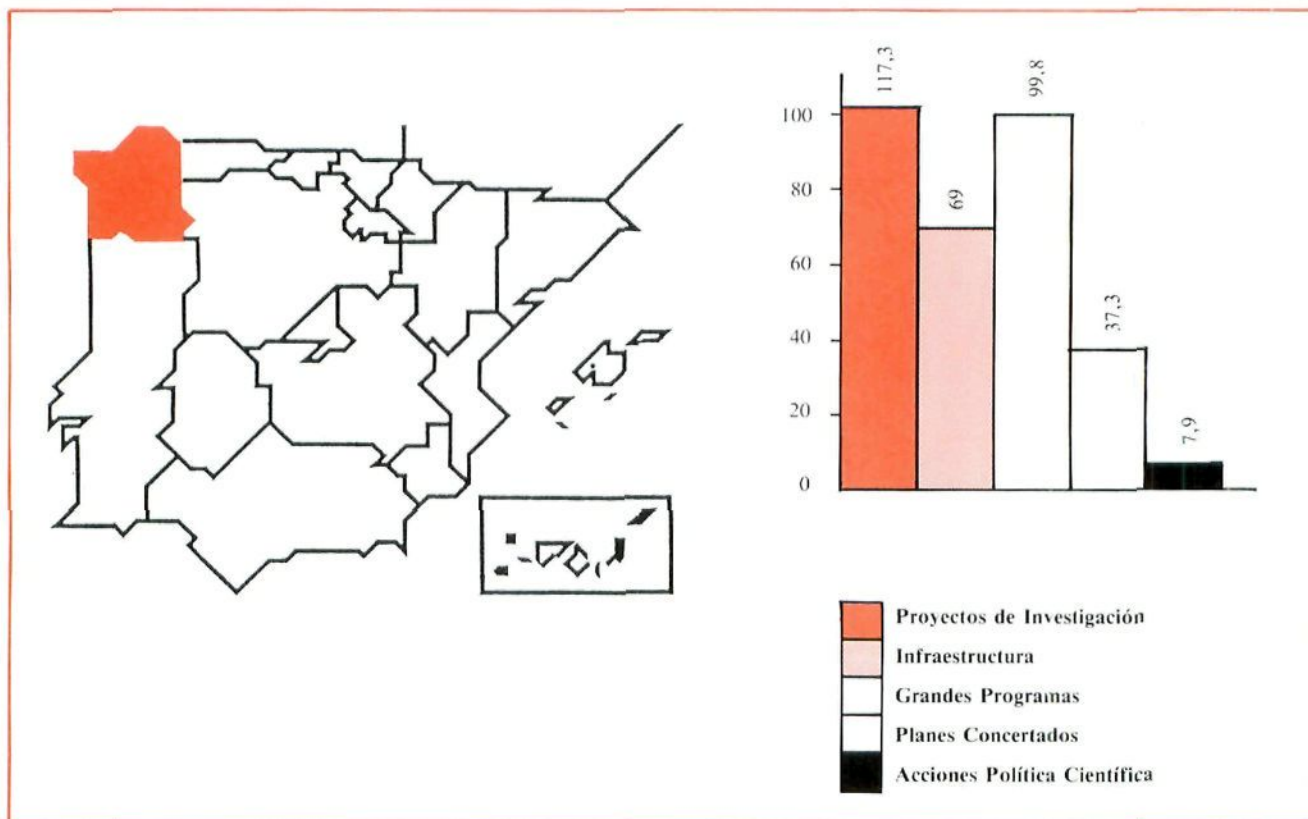 117,3
69
99,8
37,3
7,9
100
80
60
40
20
0
Proyectos de Investigación
Infraestructura
Grandes Programas
Planes Concertados
Acciones Política Científica